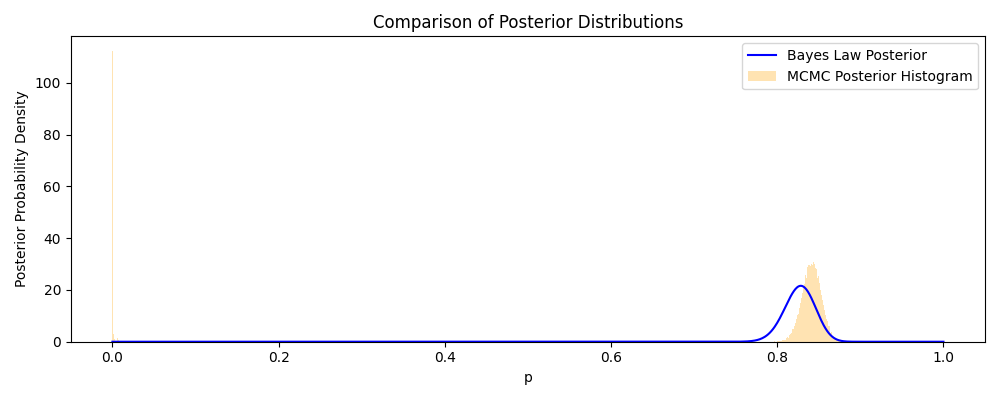 Comparison of Posterior Distributions
Bayes Law Posterior
MCMC Posterior Histogram
Posterior Probability Density
100
80
60
40
20
0
0.0 0.2 0.4 0.6 0.8 1.0
p